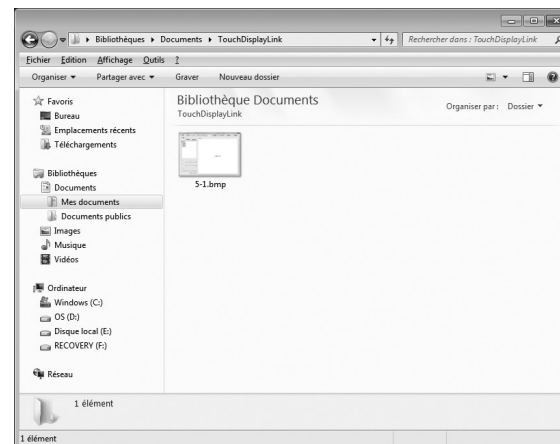 Bibliothèques ▸ Documents ▸ TouchDisplayLink
Rechercher dans : TouchDisplayLink
Fichier Edition Affichage Outils ?
Organiser ▾ Partager avec ▾ Graver Nouveau dossier
Favoris
Bureau
Emplacements récents
Téléchargements
Bibliothèques
Documents
Mes documents
Documents publics
Images
Musique
Vidéos
Ordinateur
Windows (C:)
OS (D:)
Disque local (E:)
RECOVERY (F:)
Réseau
Bibliothèque Documents
TouchDisplayLink
Organiser par : Dossier ▾
5-1.bmp
1 élément
1 élément